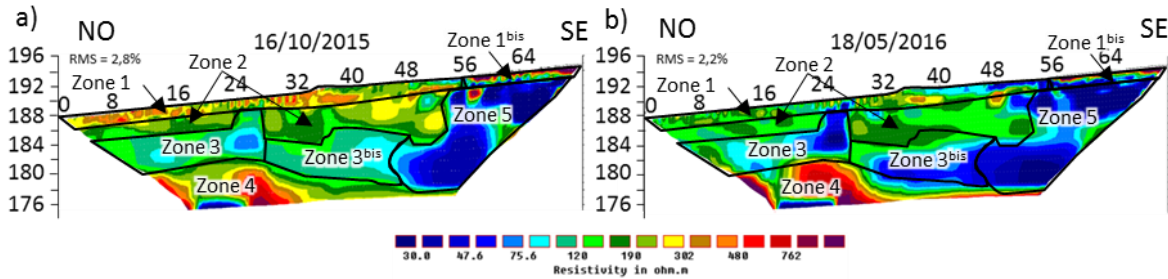 a) NO 16/10/2015 SE
RMS = 2,8%
Zone 1 Zone 2 Zone 1bis
196
192
188
184
180
176
0 8 16 24 32 40 48 56 64
Zone 3 Zone 3bis Zone 5
Zone 4
b) NO 18/05/2016 SE
RMS = 2,2%
Zone 1 Zone 2 Zone 1bis
196
192
188
184
180
176
0 8 16 24 32 40 48 56 64
Zone 3 Zone 3bis Zone 5
Zone 4
30.0 47.6 75.6 120 190 302 480 762
Resistivity in ohm.m